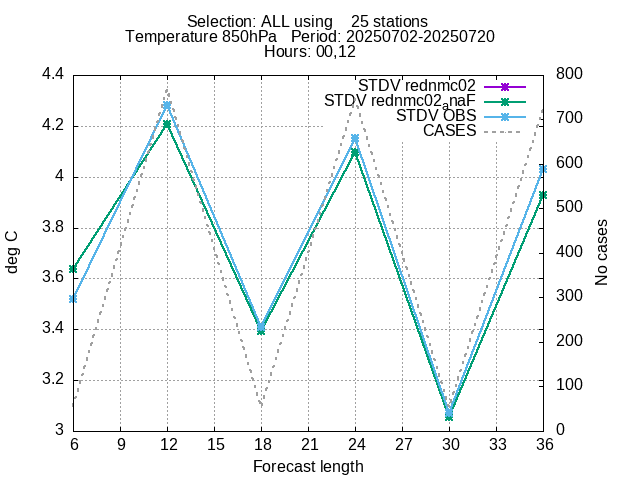 Selection: ALL using    25 stations
Temperature 850hPa   Period: 20250702-20250720
Hours: 00,12
4.4
4.2
4
3.8
3.6
3.4
3.2
3
deg C
STDV rednmc02
STDV rednmc02anaF
STDV OBS
CASES
800
700
600
500
400
300
200
100
0
No cases
6 9 12 15 18 21 24 27 30 33 36
Forecast length